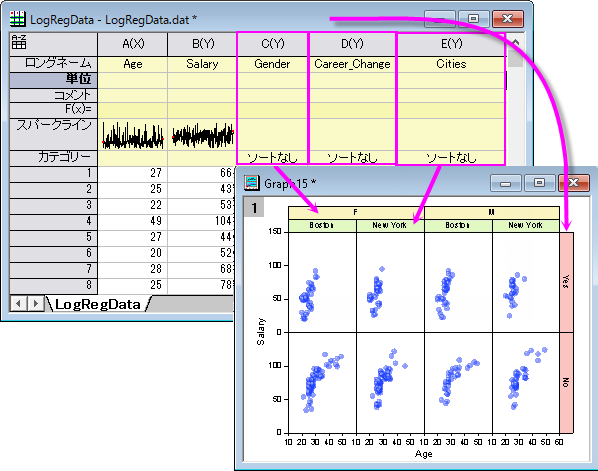 LogRegData - LogRegData.dat *
A(X) B(Y) C(Y) D(Y) E(Y)
ロングネーム Age Salary Gender Career_Change Cities
単位
コメント
F(x)=
スパークライン
カテゴリー ソートなし ソートなし ソートなし
1 27 66
2 25 43
3 22 53
4 49 104
5 27 44
6 20 52
7 28 68
8 25 78
LogRegData
Graph15 *
1
F M
Boston New York Boston New York
150
100
50
0
100
50
0
Salary
Yes
No
10 20 30 40 50 10 20 30 40 50 10 20 30 40 50 10 20 30 40 50 60
Age